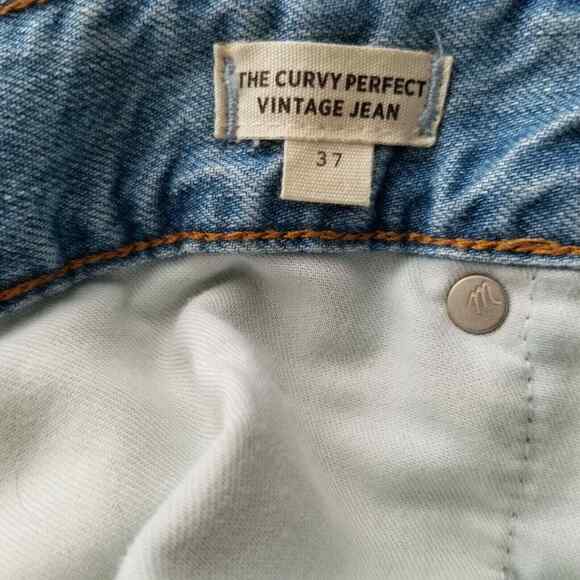 THE CURVY PERFECT
VINTAGE JEAN
37
m